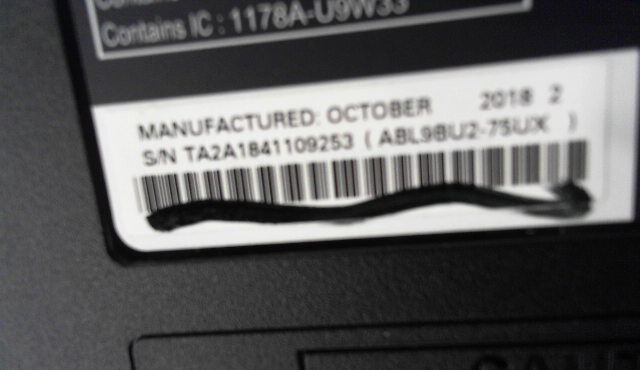 Contains IC : 1178A-U9W33
MANUFACTURED: OCTOBER 2018 2
S/N TA2A1841109253 ( ABL9BU2-75UX )